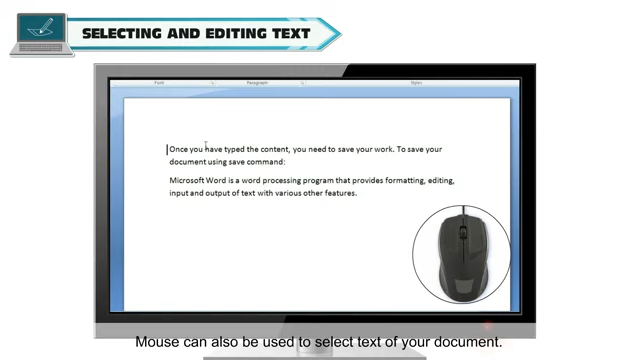 SELECTING AND EDITING TEXT
Font Paragraph Styles
Once you have typed the content, you need to save your work. To save your
document using save command:
Microsoft Word is a word processing program that provides formatting, editing,
input and output of text with various other features.
Mouse can also be used to select text of your document.